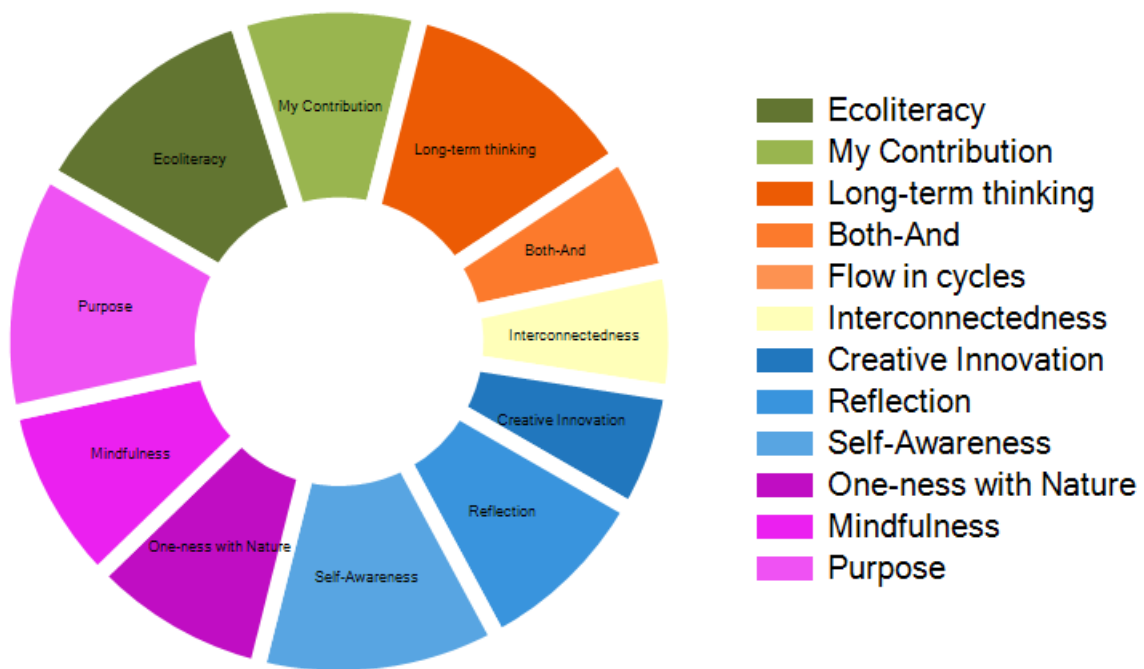 My Contribution
Long-term thinking
Ecoliteracy
Both-And
Purpose
Interconnectedness
Creative Innovation
Mindfulness
Reflection
One-ness with Nature
Self-Awareness
Ecoliteracy
My Contribution
Long-term thinking
Both-And
Flow in cycles
Interconnectedness
Creative Innovation
Reflection
Self-Awareness
One-ness with Nature
Mindfulness
Purpose